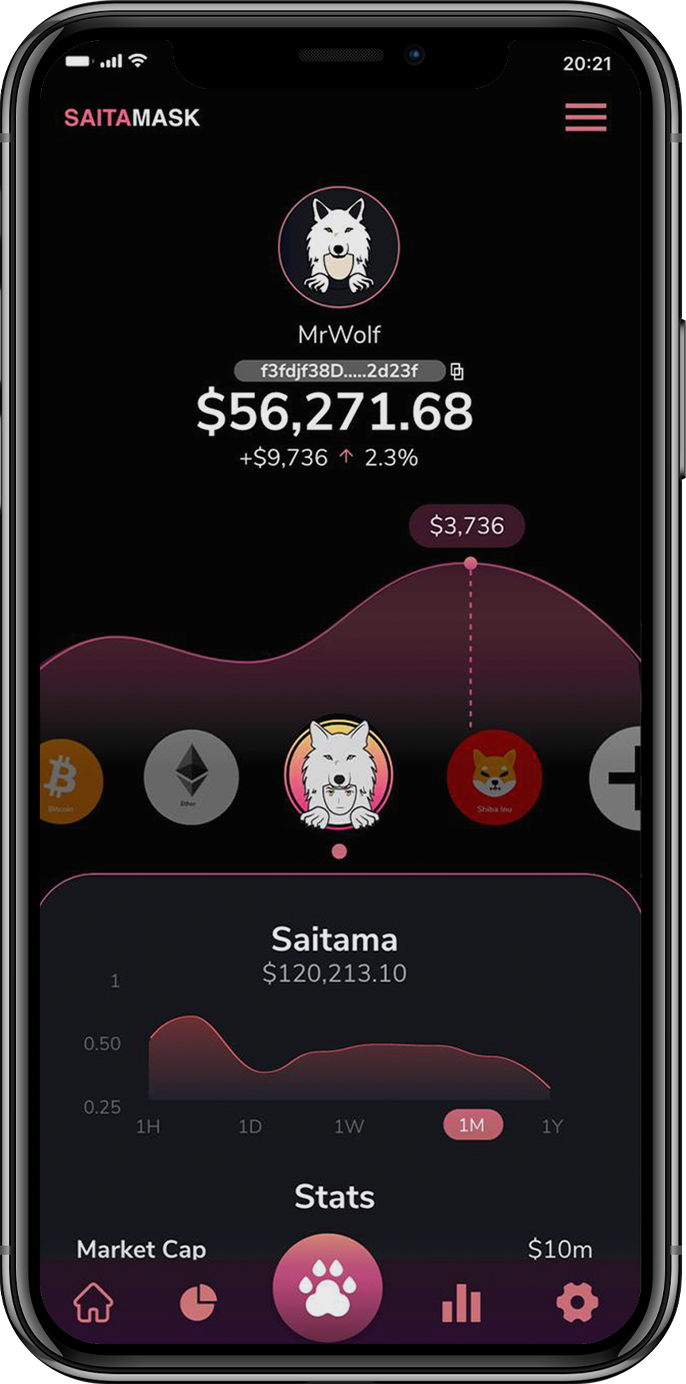 20:21
SAITAMASK
MrWolf
f3fdjf38D.....2d23f
$56,271.68
+$9,736 ↑ 2.3%
$3,736
Bitcoin
Ether
Shiba Inu
Saitama
$120,213.10
1
0.50
0.25
1H 1D 1W 1M 1Y
Stats
Market Cap $10m